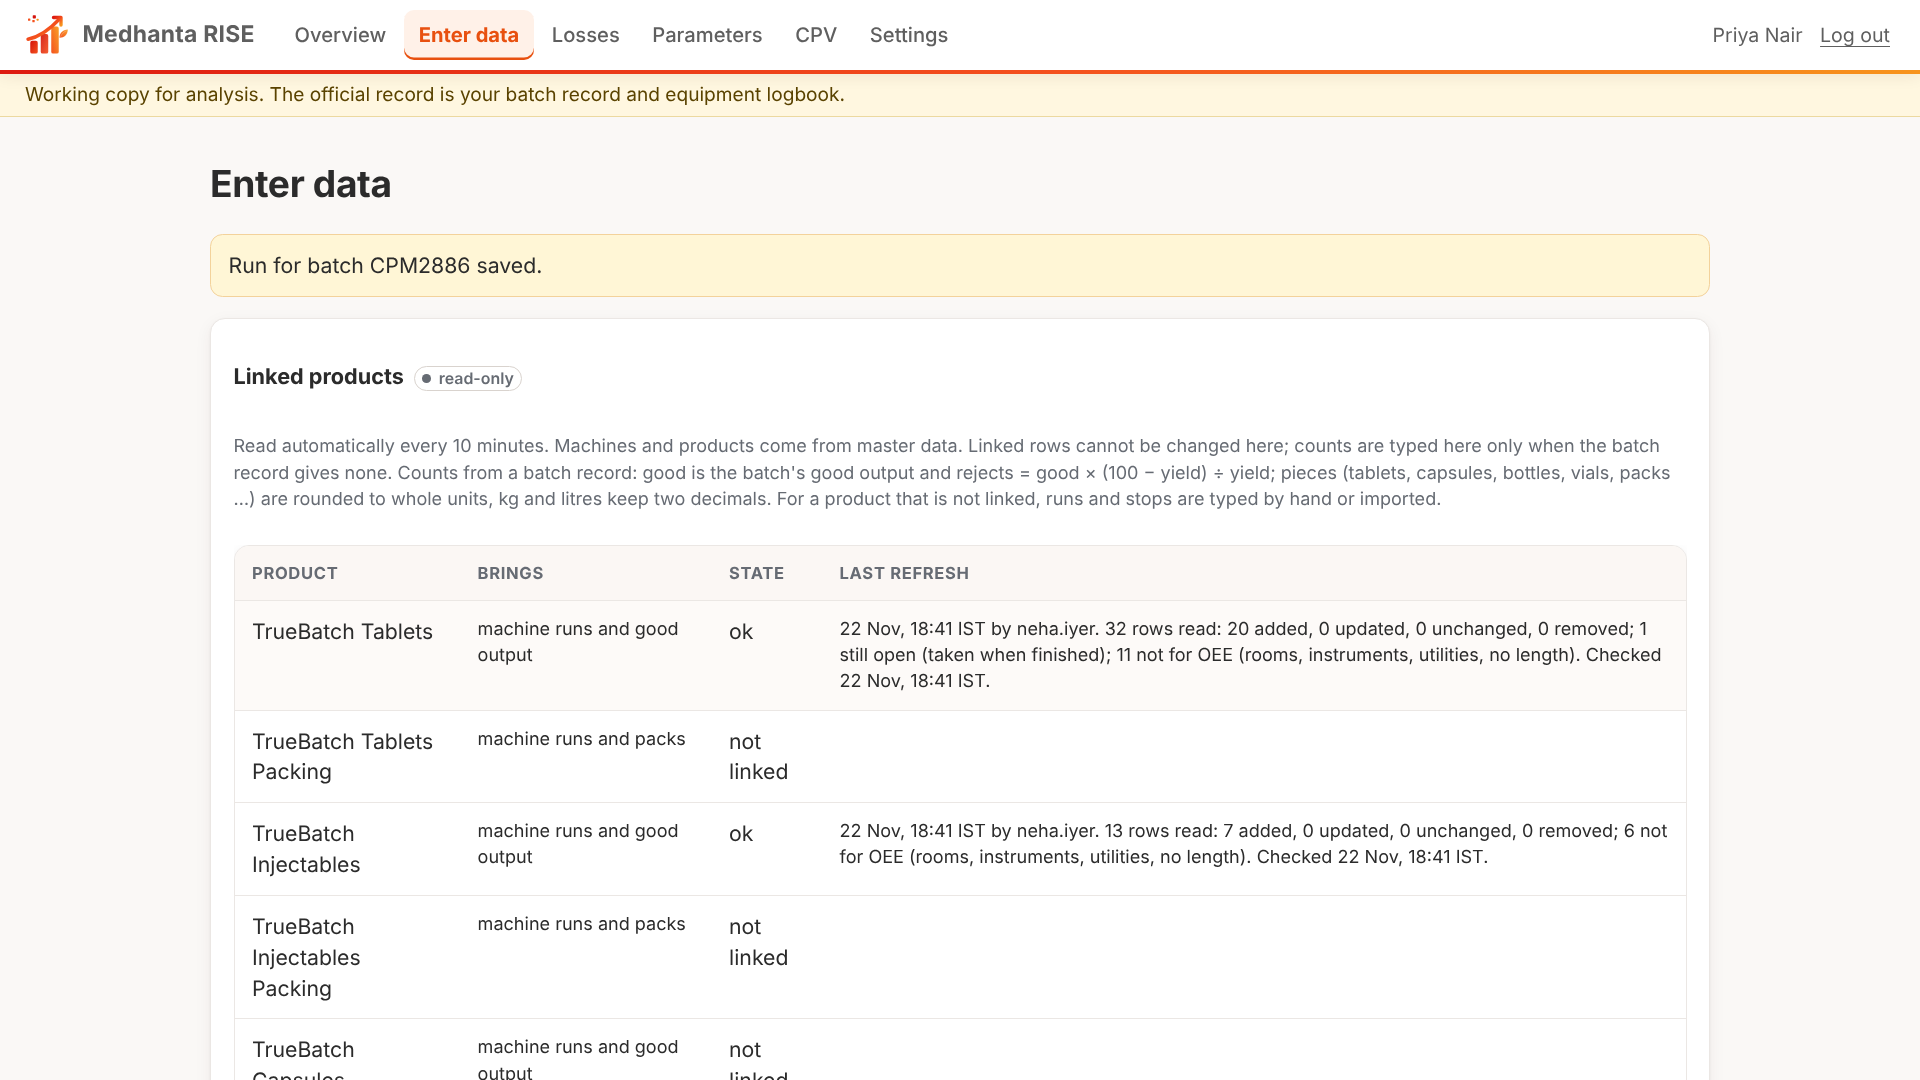 Medhanta RISE Overview Enter data Losses Parameters CPV Settings Priya Nair Log out
Working copy for analysis. The official record is your batch record and equipment logbook.
Enter data
Run for batch CPM2886 saved.
Linked products read-only
Read automatically every 10 minutes. Machines and products come from master data. Linked rows cannot be changed here; counts are typed here only when the batch
record gives none. Counts from a batch record: good is the batch's good output and rejects = good × (100 − yield) ÷ yield; pieces (tablets, capsules, bottles, vials, packs
...) are rounded to whole units, kg and litres keep two decimals. For a product that is not linked, runs and stops are typed by hand or imported.
PRODUCT BRINGS STATE LAST REFRESH
TrueBatch Tablets
machine runs and good
output
ok
22 Nov, 18:41 IST by neha.iyer. 32 rows read: 20 added, 0 updated, 0 unchanged, 0 removed; 1
still open (taken when finished); 11 not for OEE (rooms, instruments, utilities, no length). Checked
22 Nov, 18:41 IST.
TrueBatch Tablets
Packing
machine runs and packs
not
linked
TrueBatch
Injectables
machine runs and good
output
ok
22 Nov, 18:41 IST by neha.iyer. 13 rows read: 7 added, 0 updated, 0 unchanged, 0 removed; 6 not
for OEE (rooms, instruments, utilities, no length). Checked 22 Nov, 18:41 IST.
TrueBatch
Injectables
Packing
machine runs and packs
not
linked
TrueBatch
Capsules
machine runs and good
output
not
linked